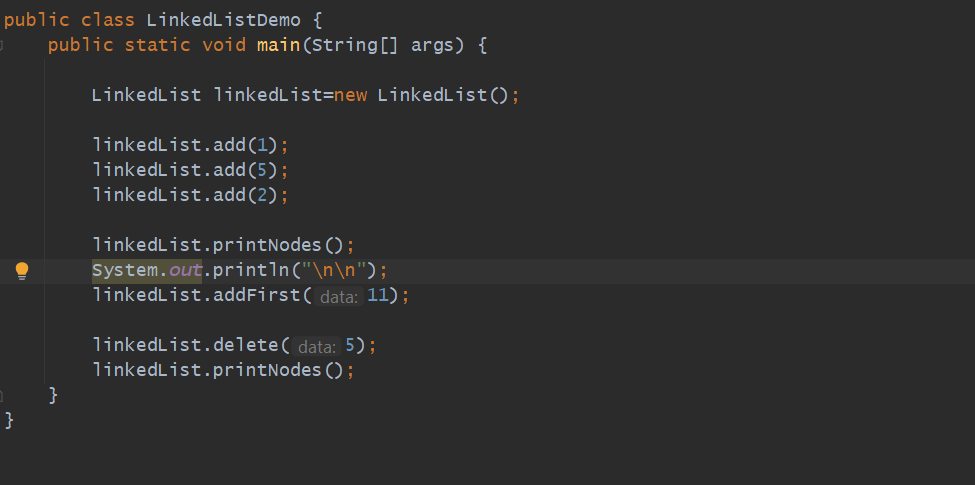 public class LinkedListDemo {
    public static void main(String[] args) {
        LinkedList linkedList=new LinkedList();
        linkedList.add(1);
        linkedList.add(5);
        linkedList.add(2);
        linkedList.printNodes();
        System.out.println("\n\n");
        linkedList.addFirst( data: 11);
        linkedList.delete( data: 5);
        linkedList.printNodes();
    }
}